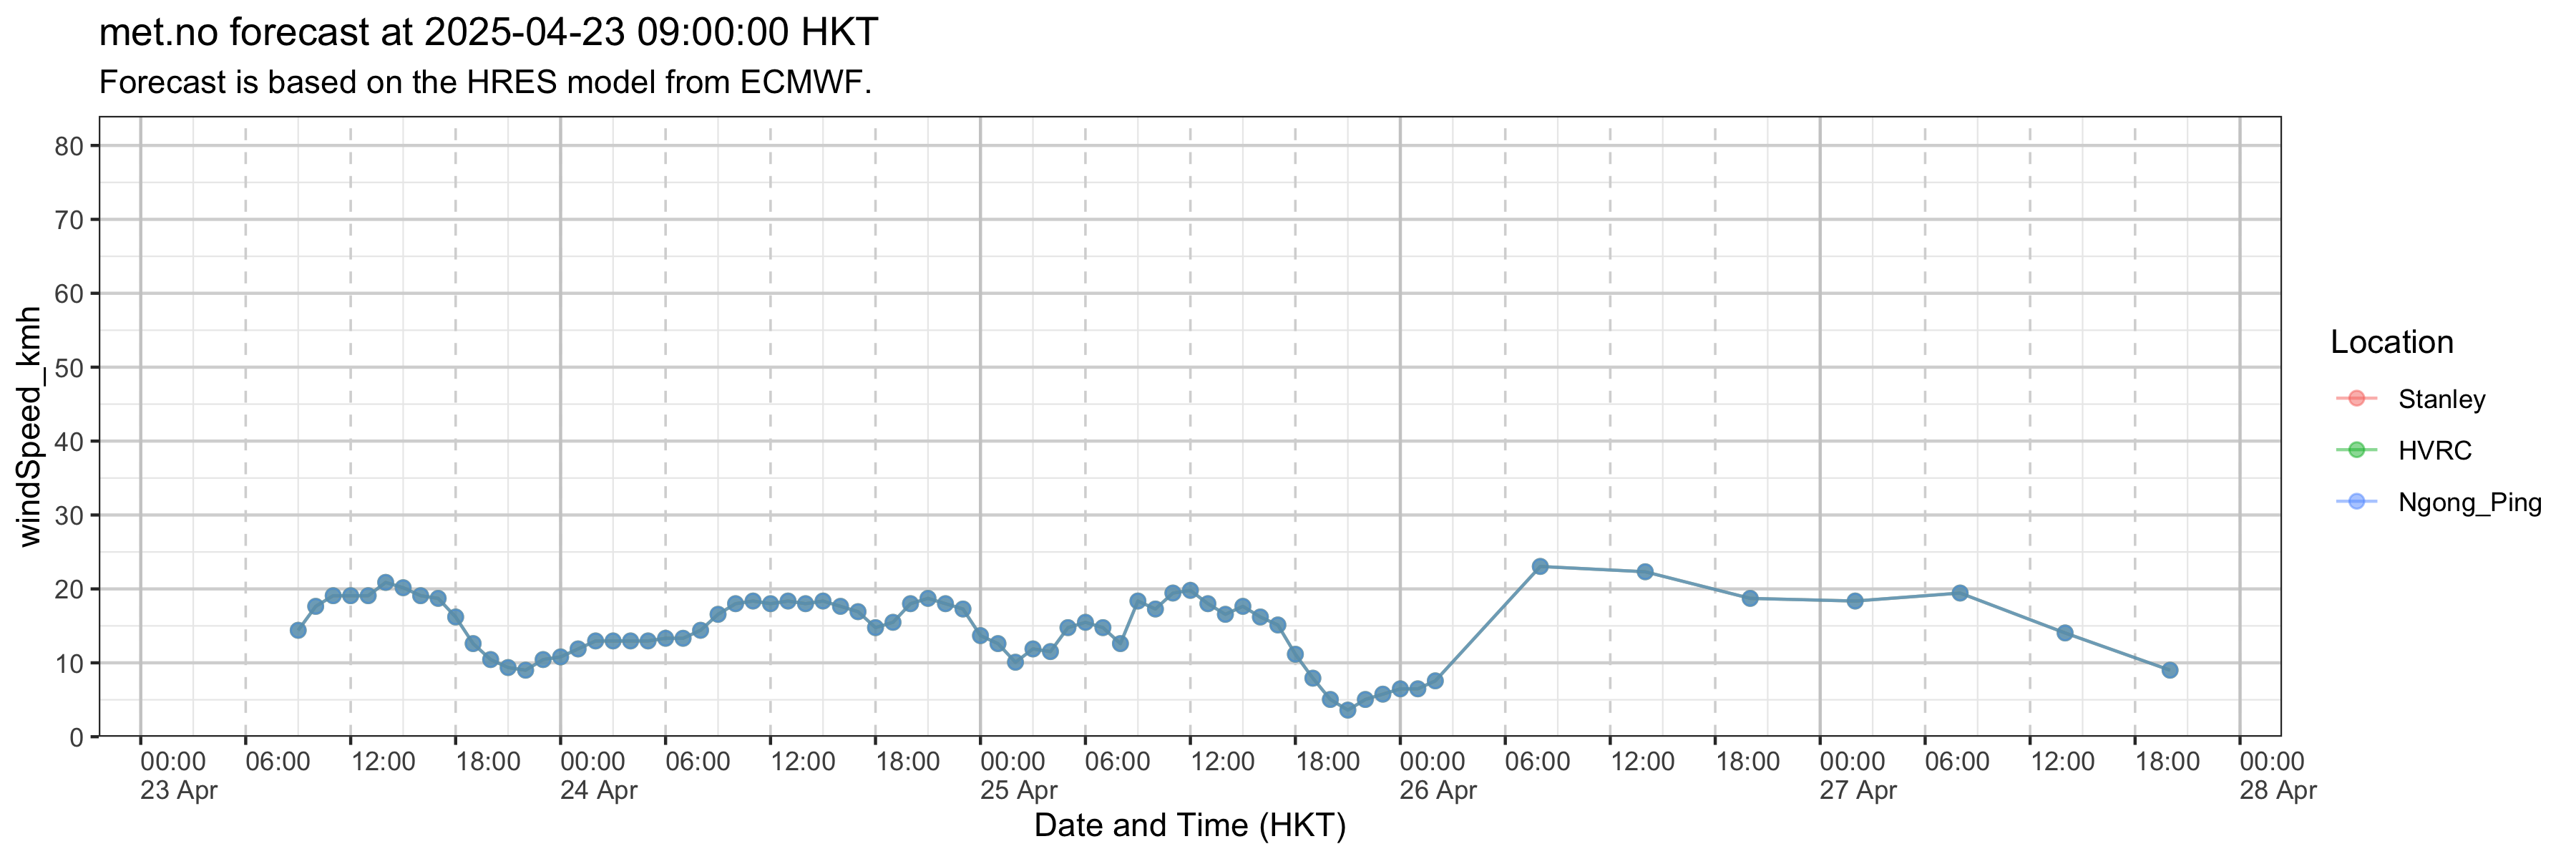 met.no forecast at 2025-04-23 09:00:00 HKT
Forecast is based on the HRES model from ECMWF.
windSpeed_kmh
80
70
60
50
40
30
20
10
0
00:00 06:00 12:00 18:00 00:00 06:00 12:00 18:00 00:00 06:00 12:00 18:00 00:00 06:00 12:00 18:00 00:00 06:00 12:00 18:00 00:00
23 Apr 24 Apr 25 Apr 26 Apr 27 Apr 28 Apr
Date and Time (HKT)
Location
Stanley
HVRC
Ngong_Ping